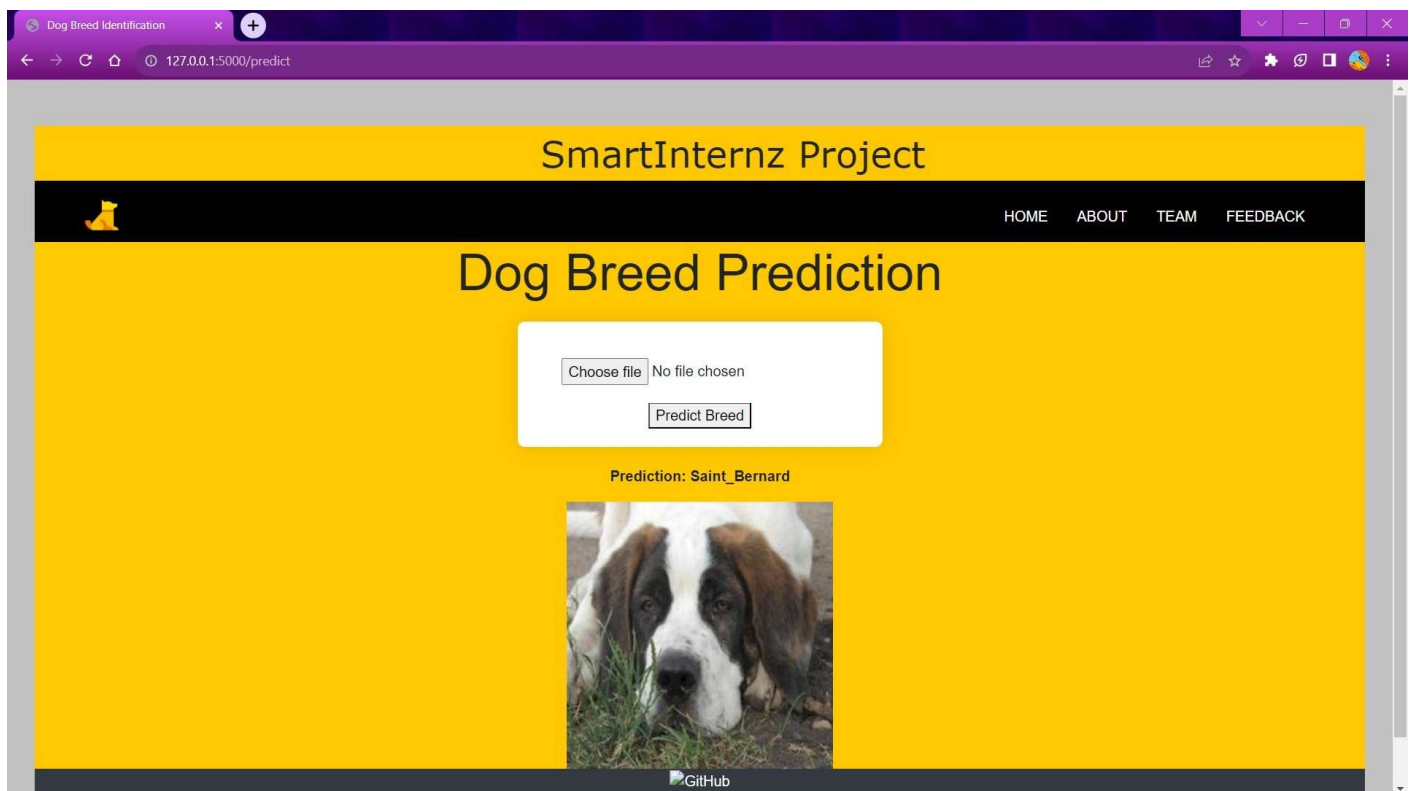 Dog Breed Identification
127.0.0.1:5000/predict
SmartInternz Project
HOME ABOUT TEAM FEEDBACK
Dog Breed Prediction
Choose file No file chosen
Predict Breed
Prediction: Saint_Bernard
GitHub